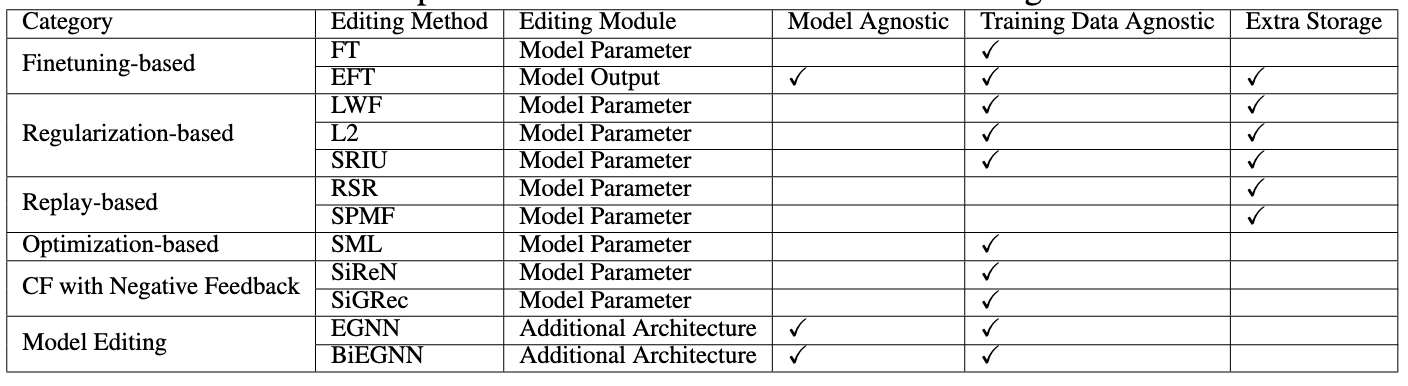 Category Editing Method Editing Module Model Agnostic Training Data Agnostic Extra Storage
Finetuning-based
FT Model Parameter ✓
EFT Model Output ✓ ✓ ✓
Regularization-based
LWF Model Parameter ✓ ✓
L2 Model Parameter ✓ ✓
SRIU Model Parameter ✓ ✓
Replay-based
RSR Model Parameter ✓
SPMF Model Parameter ✓
Optimization-based SML Model Parameter ✓
CF with Negative Feedback
SiReN Model Parameter ✓
SiGRec Model Parameter ✓
Model Editing
EGNN Additional Architecture ✓ ✓
BiEGNN Additional Architecture ✓ ✓